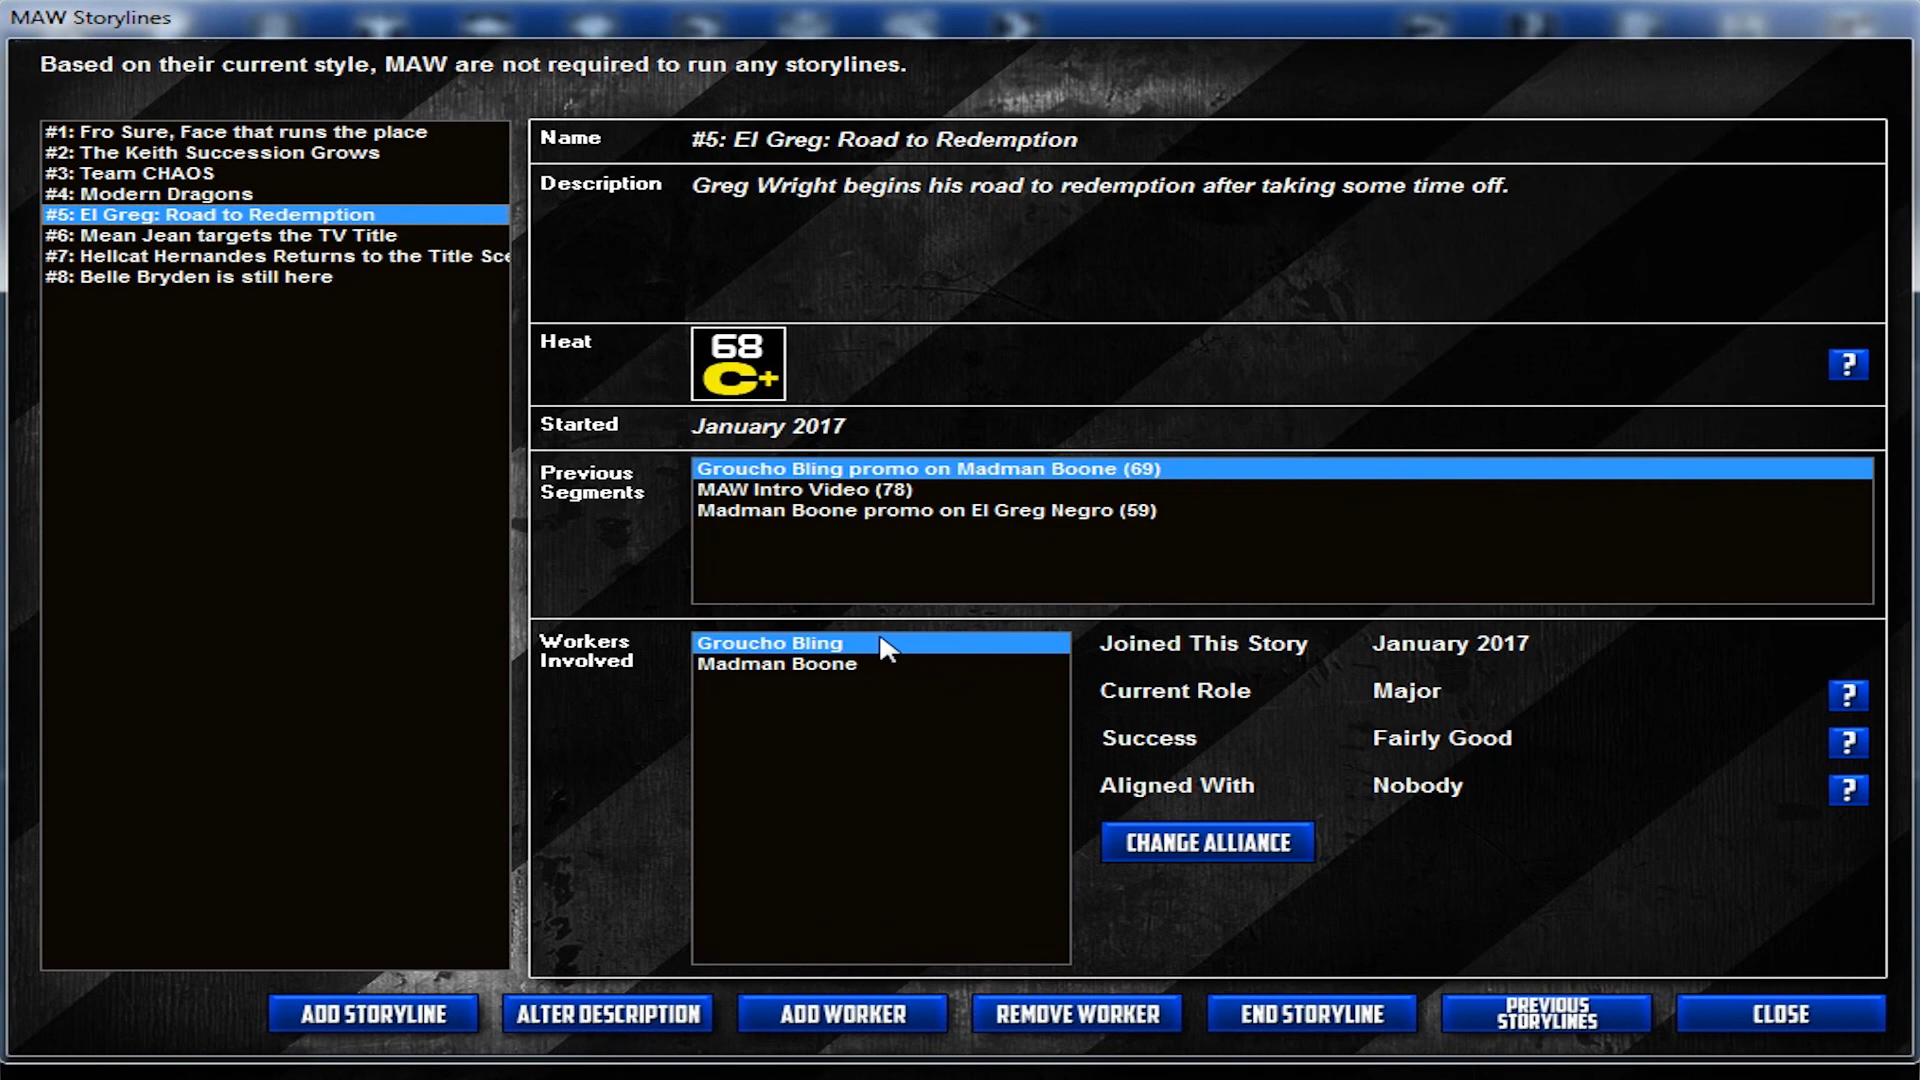 MAW Storylines
Based on their current style, MAW are not required to run any storylines.
#1: Fro Sure, Face that runs the place
#2: The Keith Succession Grows
#3: Team CHAOS
#4: Modern Dragons
#5: El Greg: Road to Redemption
#6: Mean Jean targets the TV Title
#7: Hellcat Hernandes Returns to the Title Sce
#8: Belle Bryden is still here
Name
#5: El Greg: Road to Redemption
Description
Greg Wright begins his road to redemption after taking some time off.
Heat
68
C+
?
Started
January 2017
Previous
Segments
Groucho Bling promo on Madman Boone (69)
MAW Intro Video (78)
Madman Boone promo on El Greg Negro (59)
Workers
Involved
Groucho Bling
Madman Boone
Joined This Story January 2017
Current Role Major ?
Success Fairly Good ?
Aligned With Nobody ?
CHANGE ALLIANCE
ADD STORYLINE
ALTER DESCRIPTION
ADD WORKER
REMOVE WORKER
END STORYLINE
PREVIOUS
STORYLINES
CLOSE